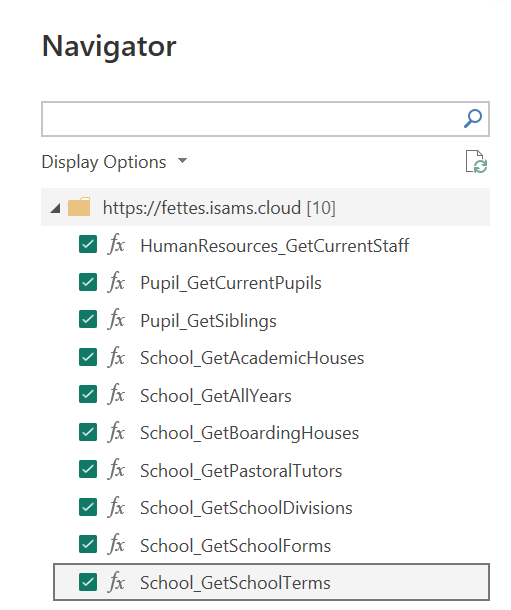 Navigator
Display Options
https://fettes.isams.cloud [10]
fx HumanResources_GetCurrentStaff
fx Pupil_GetCurrentPupils
fx Pupil_GetSiblings
fx School_GetAcademicHouses
fx School_GetAllYears
fx School_GetBoardingHouses
fx School_GetPastoralTutors
fx School_GetSchoolDivisions
fx School_GetSchoolForms
fx School_GetSchoolTerms